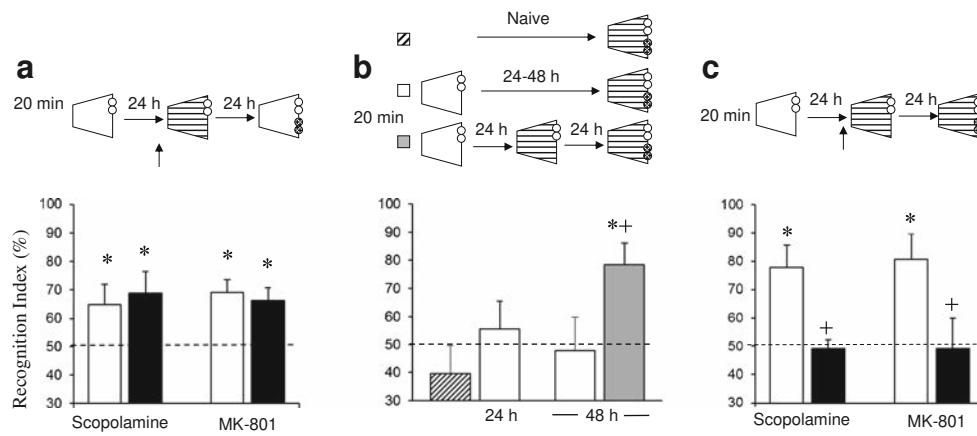 Naive
a
20 min
24 h
24 h
b
24-48 h
20 min
24 h
24 h
c
20 min
24 h
24 h
Recognition Index (%)
100
90
80
70
60
50
40
30
* * * *
Scopolamine
MK-801
100
90
80
70
60
50
40
30
*+
24 h
48 h
100
90
80
70
60
50
40
30
* + * +
Scopolamine
MK-801